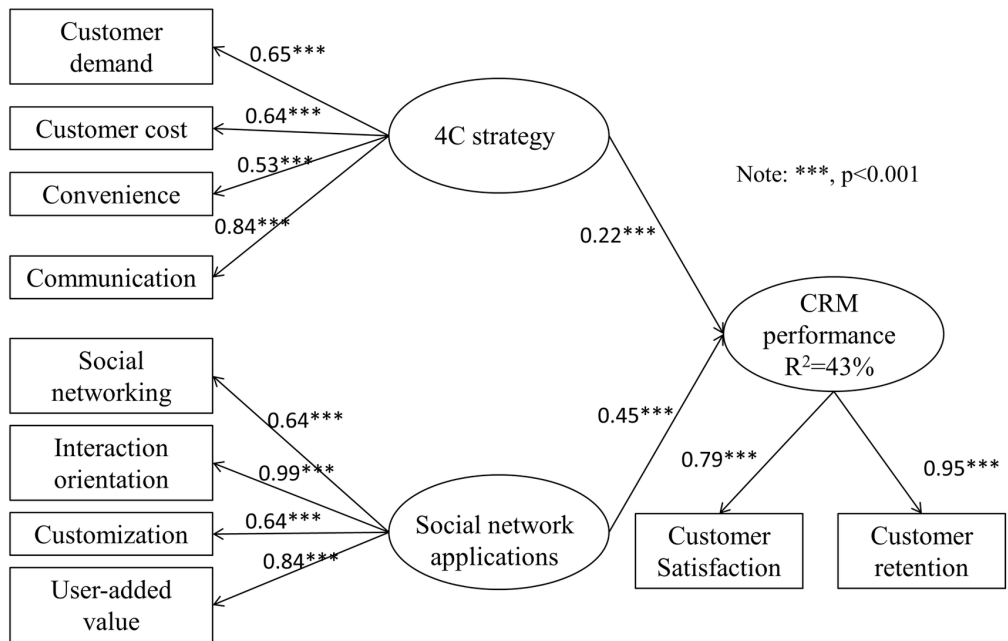 Customer
demand
0.65***
Customer cost
0.64***
4C strategy
Convenience
0.53***
Note: ***, p<0.001
Communication
0.84***
0.22***
CRM
performance
R²=43%
Social
networking
0.64***
0.45***
Interaction
orientation
0.99***
0.79***
0.95***
Customization
0.64***
Social network
applications
Customer
Satisfaction
Customer
retention
User-added
value
0.84***